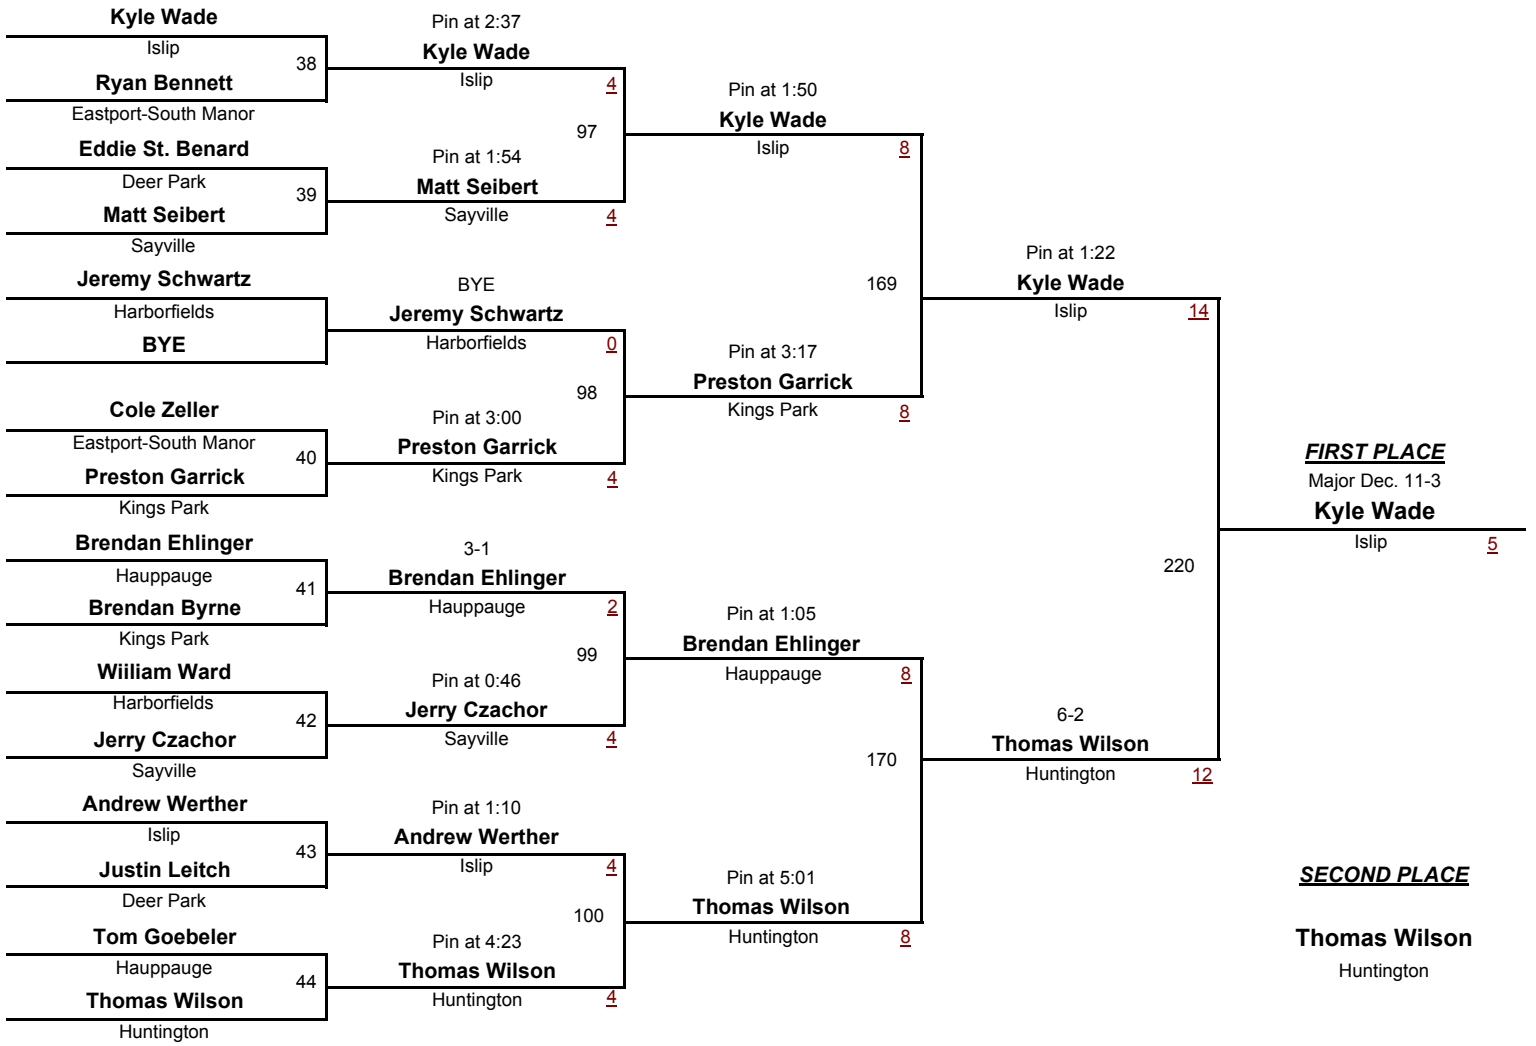 Kyle Wade
Islip
38
Ryan Bennett
Eastport-South Manor
Eddie St. Benard
Deer Park
39
Matt Seibert
Sayville
Jeremy Schwartz
Harborfields
BYE
Cole Zeller
Eastport-South Manor
40
Preston Garrick
Kings Park
Brendan Ehlinger
Hauppauge
41
Brendan Byrne
Kings Park
Wiiliam Ward
Harborfields
42
Jerry Czachor
Sayville
Andrew Werther
Islip
43
Justin Leitch
Deer Park
Tom Goebeler
Hauppauge
44
Thomas Wilson
Huntington
Pin at 2:37
Kyle Wade
Islip
4
97
Pin at 1:54
Matt Seibert
Sayville
4
BYE
Jeremy Schwartz
Harborfields
0
98
Pin at 3:00
Preston Garrick
Kings Park
4
3-1
Brendan Ehlinger
Hauppauge
2
99
Pin at 0:46
Jerry Czachor
Sayville
4
Pin at 1:10
Andrew Werther
Islip
4
100
Pin at 4:23
Thomas Wilson
Huntington
4
Pin at 1:50
Kyle Wade
Islip
8
169
Pin at 3:17
Preston Garrick
Kings Park
8
Pin at 1:05
Brendan Ehlinger
Hauppauge
8
170
Pin at 5:01
Thomas Wilson
Huntington
8
Pin at 1:22
Kyle Wade
Islip
14
220
6-2
Thomas Wilson
Huntington
12
FIRST PLACE
Major Dec. 11-3
Kyle Wade
Islip
5
SECOND PLACE
Thomas Wilson
Huntington